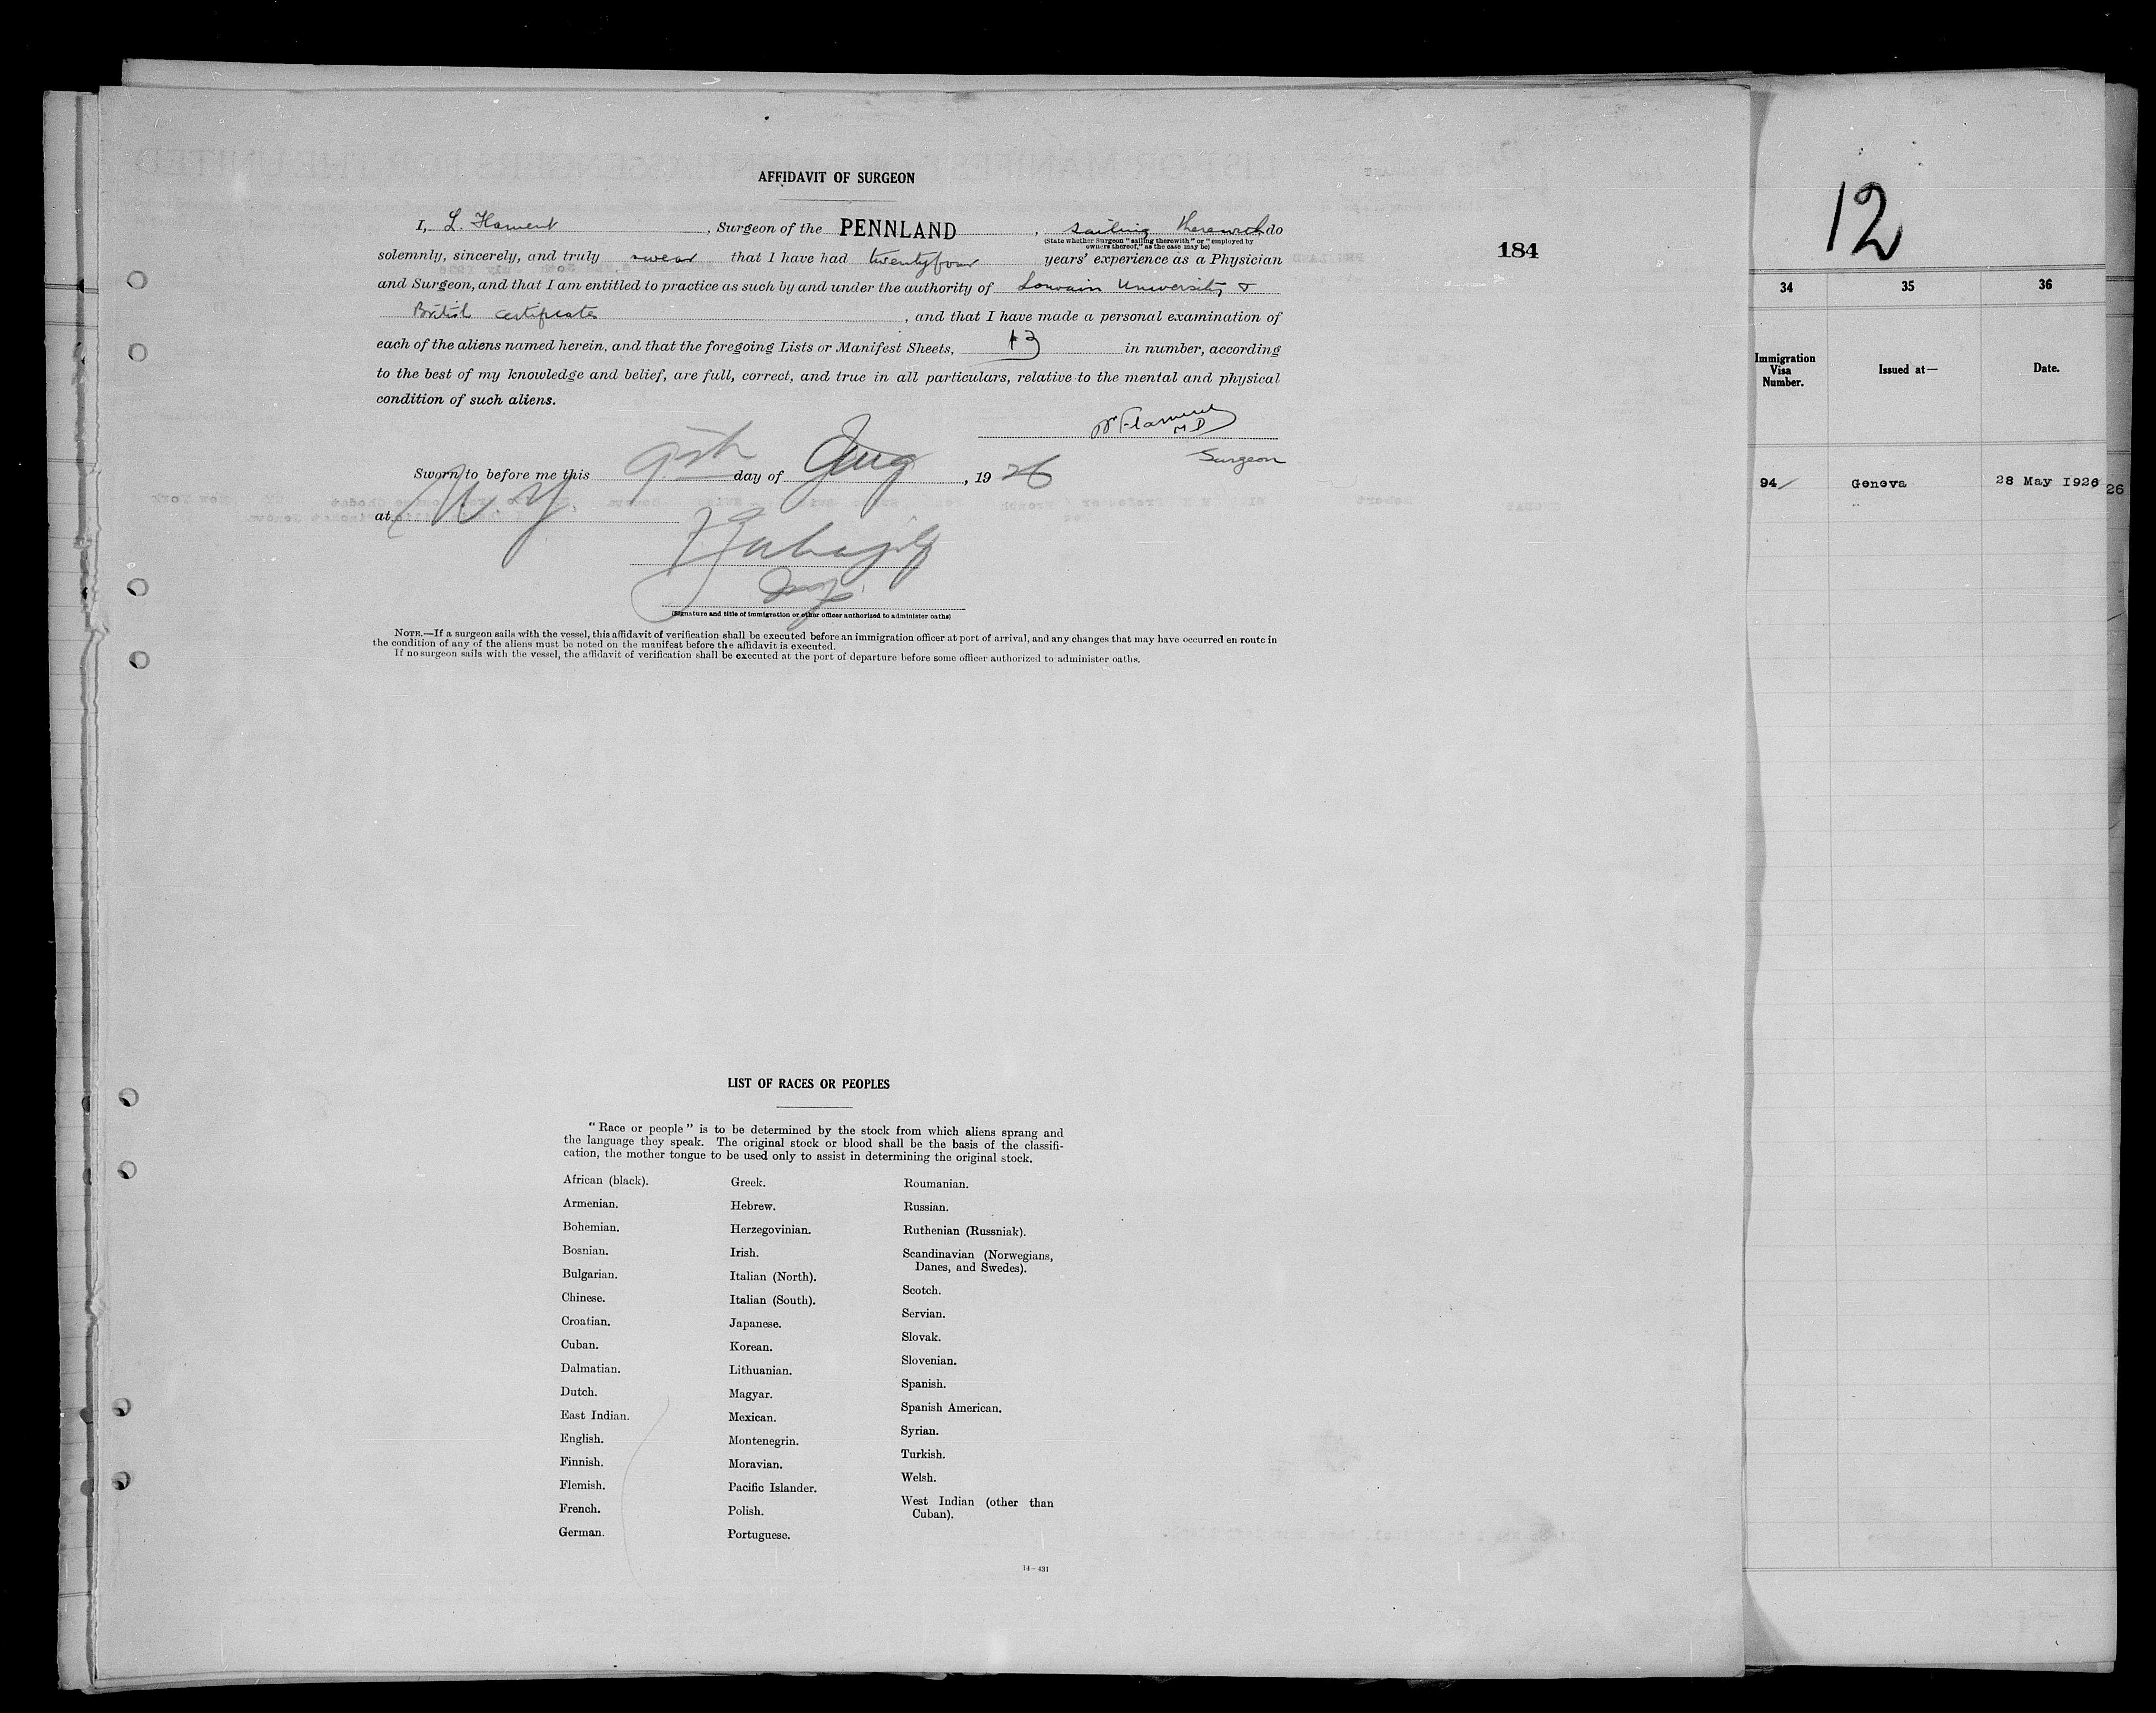 AFFIDAVIT OF SURGEON
I, L. Flament, Surgeon of the PENNLAND, sailing therewith do
(State whether Surgeon "sailing therewith" or "employed by
owners thereof," as the case may be)
solemnly, sincerely, and truly swear that I have had twentyfour years' experience as a Physician
and Surgeon, and that I am entitled to practice as such by and under the authority of Louvain University &
British certificates, and that I have made a personal examination of
each of the aliens named herein, and that the foregoing Lists or Manifest Sheets, 13 in number, according
to the best of my knowledge and belief, are full, correct, and true in all particulars, relative to the mental and physical
condition of such aliens.
Dr Flament
MD
Surgeon
Sworn to before me this 9th day of Aug, 1926
at N.Y.
Insp.
(Signature and title of immigration or other officer authorized to administer oaths)
NOTE.—If a surgeon sails with the vessel, this affidavit of verification shall be executed before an immigration officer at port of arrival, and any changes that may have occurred en route in
the condition of any of the aliens must be noted on the manifest before the affidavit is executed.
If no surgeon sails with the vessel, the affidavit of verification shall be executed at the port of departure before some officer authorized to administer oaths.
184
LIST OF RACES OR PEOPLES
"Race or people" is to be determined by the stock from which aliens sprang and
the language they speak. The original stock or blood shall be the basis of the classifi-
cation, the mother tongue to be used only to assist in determining the original stock.
African (black).
Armenian.
Bohemian.
Bosnian.
Bulgarian.
Chinese.
Croatian.
Cuban.
Dalmatian.
Dutch.
East Indian.
English.
Finnish.
Flemish.
French.
German.
Greek.
Hebrew.
Herzegovinian.
Irish.
Italian (North).
Italian (South).
Japanese.
Korean.
Lithuanian.
Magyar.
Mexican.
Montenegrin.
Moravian.
Pacific Islander.
Polish.
Portuguese.
Roumanian.
Russian.
Ruthenian (Russniak).
Scandinavian (Norwegians,
Danes, and Swedes).
Scotch.
Servian.
Slovak.
Slovenian.
Spanish.
Spanish American.
Syrian.
Turkish.
Welsh.
West Indian (other than
Cuban).
14—431
12
34 35 36
Immigration
Visa
Number.
Issued at—
Date.
94 Geneva 28 May 1926
26